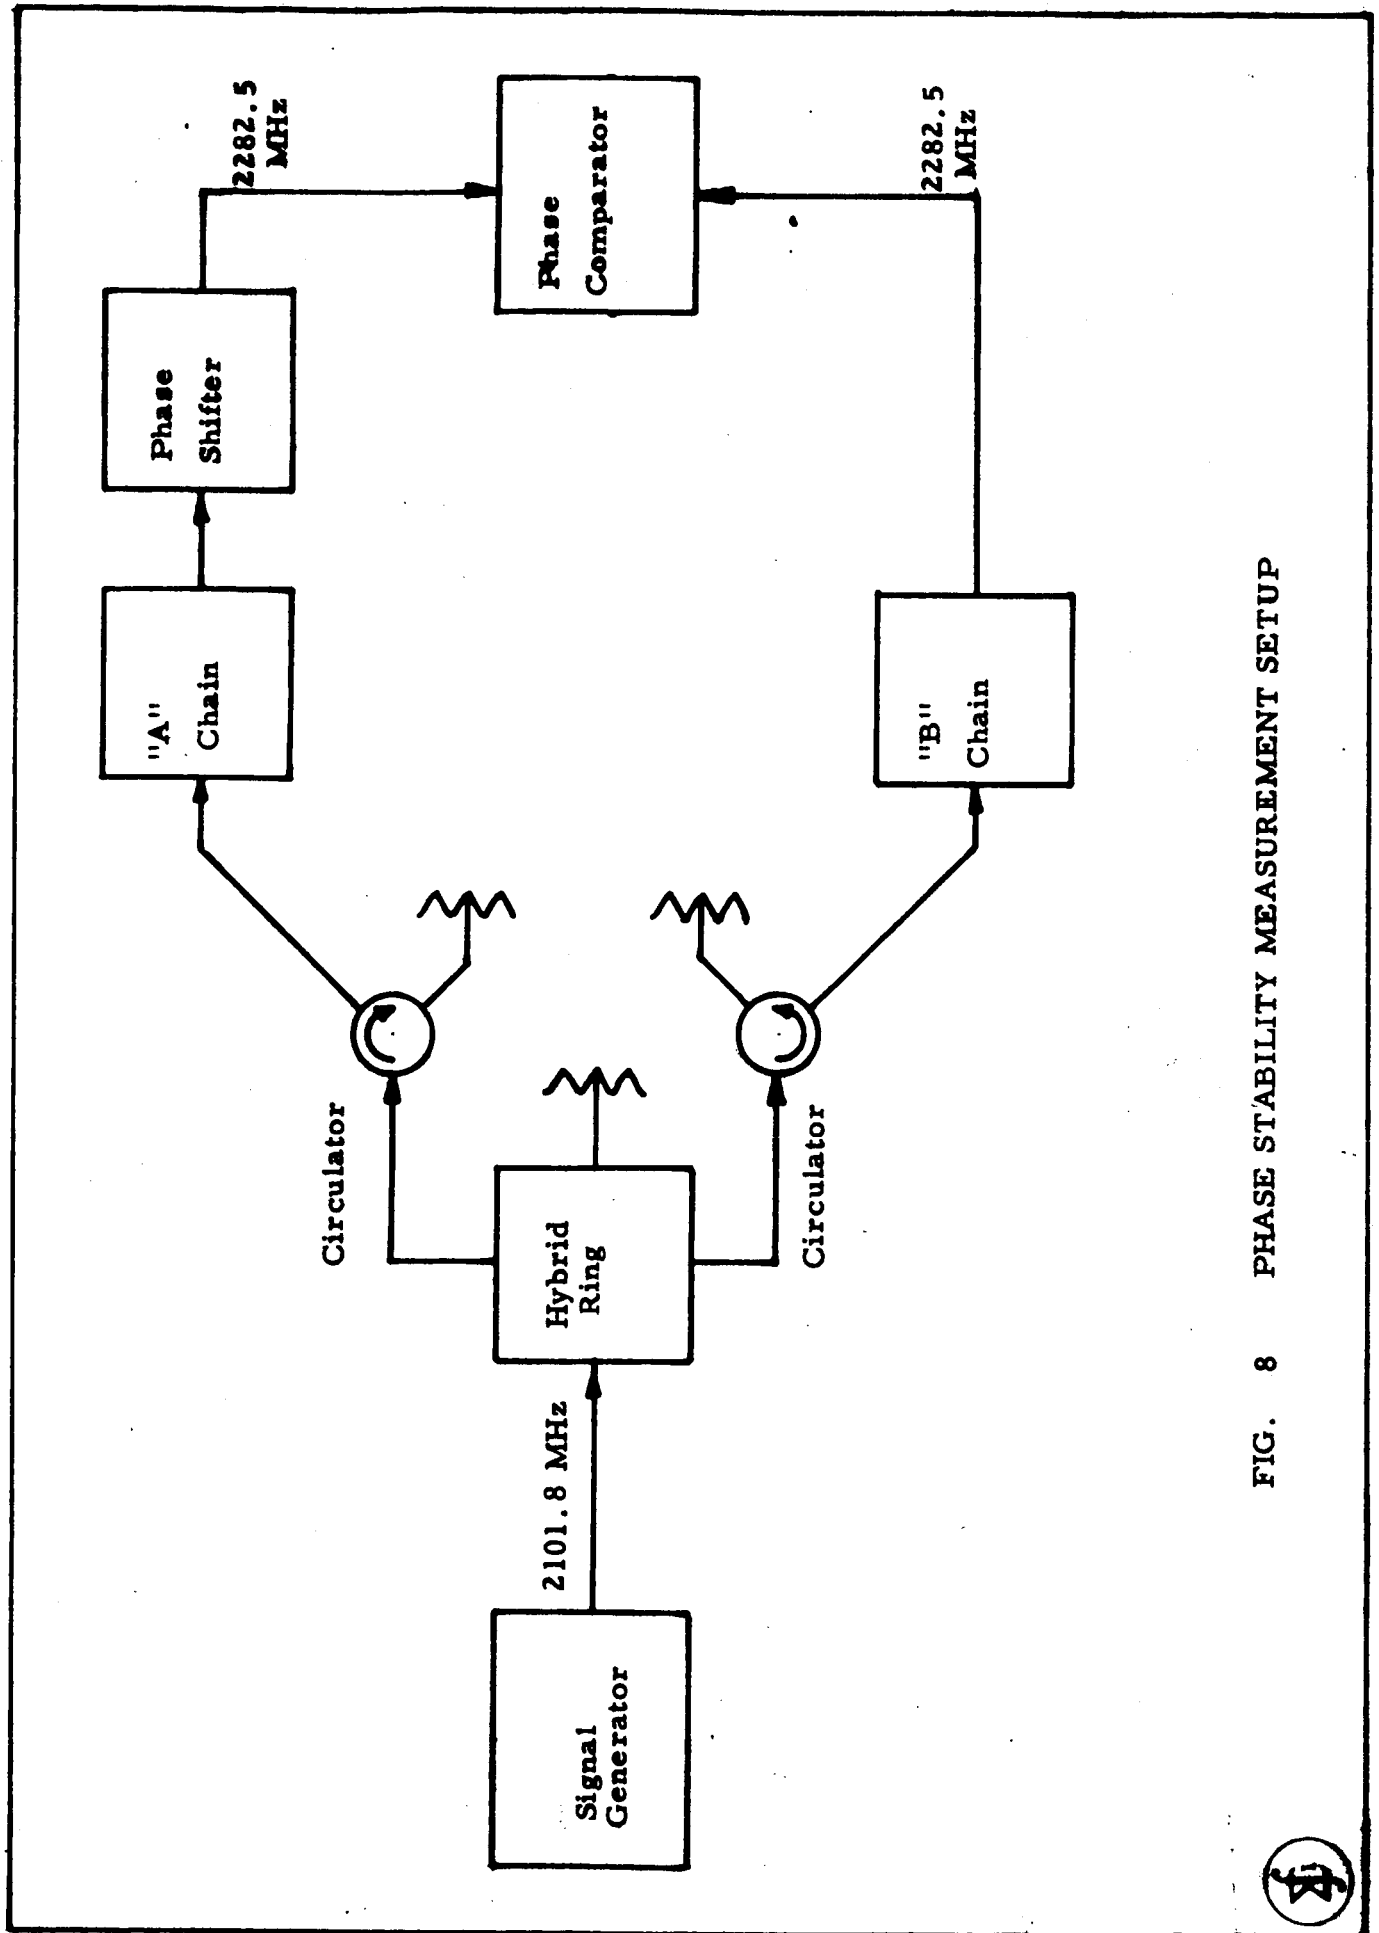 Signal
Generator
2101.8 MHz
Hybrid
Ring
Circulator
Circulator
"A"
Chain
"B"
Chain
Phase
Shifter
2282.5
MHz
Phase
Comparator
2282.5
MHz
FIG. 8 PHASE STABILITY MEASUREMENT SETUP